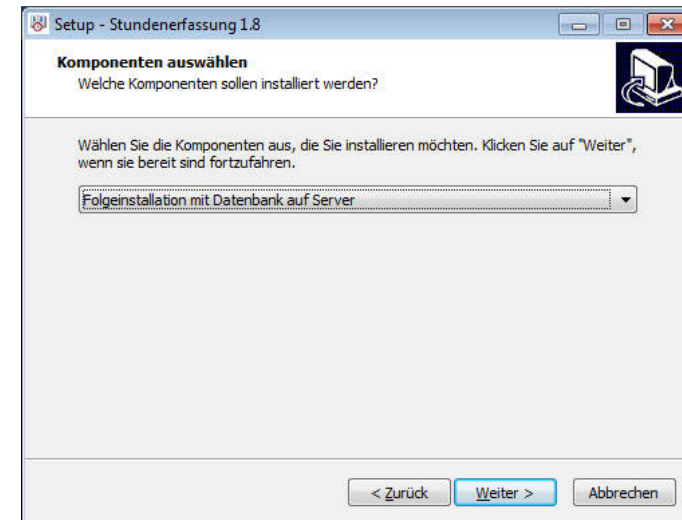 Setup - Stundenerfassung 1.8
Komponenten auswählen
Welche Komponenten sollen installiert werden?
Wählen Sie die Komponenten aus, die Sie installieren möchten. Klicken Sie auf "Weiter",
wenn sie bereit sind fortzufahren.
Folgeinstallation mit Datenbank auf Server
< Zurück
Weiter >
Abbrechen